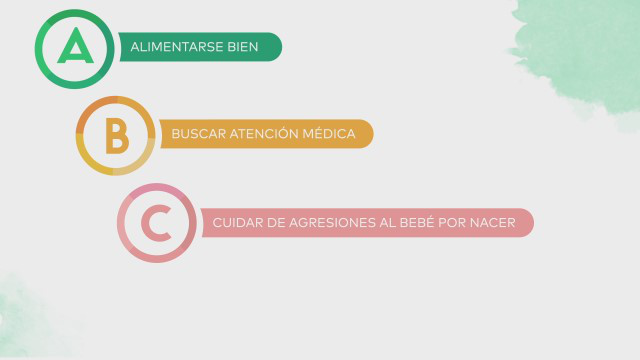 A ALIMENTARSE BIEN
B BUSCAR ATENCIÓN MÉDICA
C CUIDAR DE AGRESIONES AL BEBÉ POR NACER